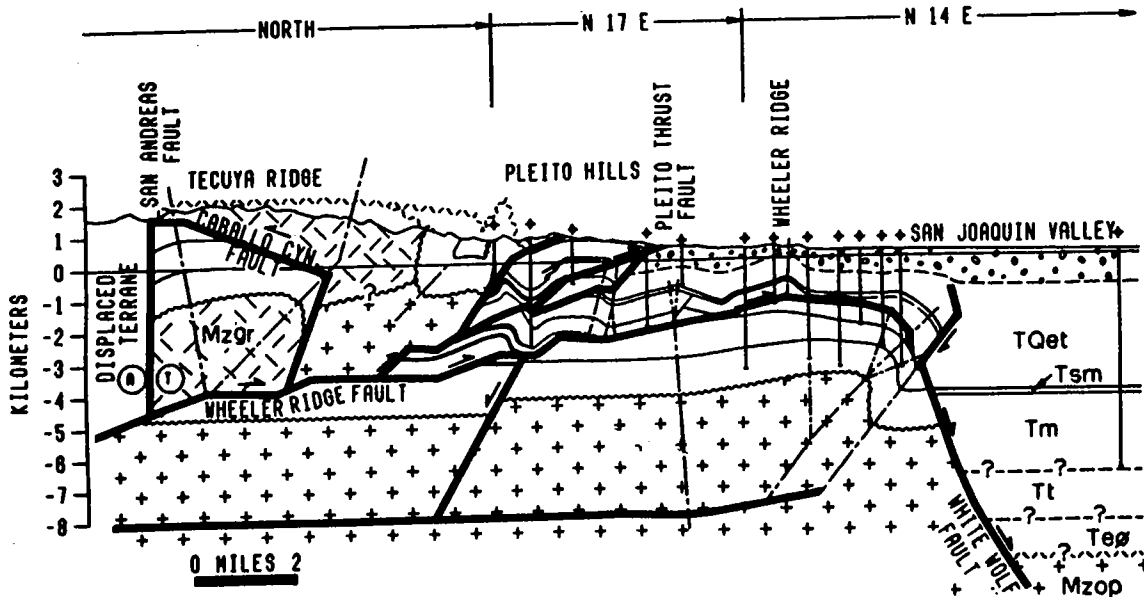 NORTH
N 17 E
N 14 E
SAN ANDREAS
FAULT
TECUYA RIDGE
PLEITO HILLS
PLEITO THRUST
FAULT
WHEELER RIDGE
SAN JOAQUIN VALLEY
CABALLO CYN
FAULT
KILOMETERS
3
2
1
0
-1
-2
-3
-4
-5
-6
-7
-8
DISPLACED
TERRANE
Mzgr
A T
WHEELER RIDGE FAULT
TQet
Tsm
Tm
? ?
Tt
? ?
Teø
?
Mzop
WHITE WOLF
FAULT
?
0 MILES 2